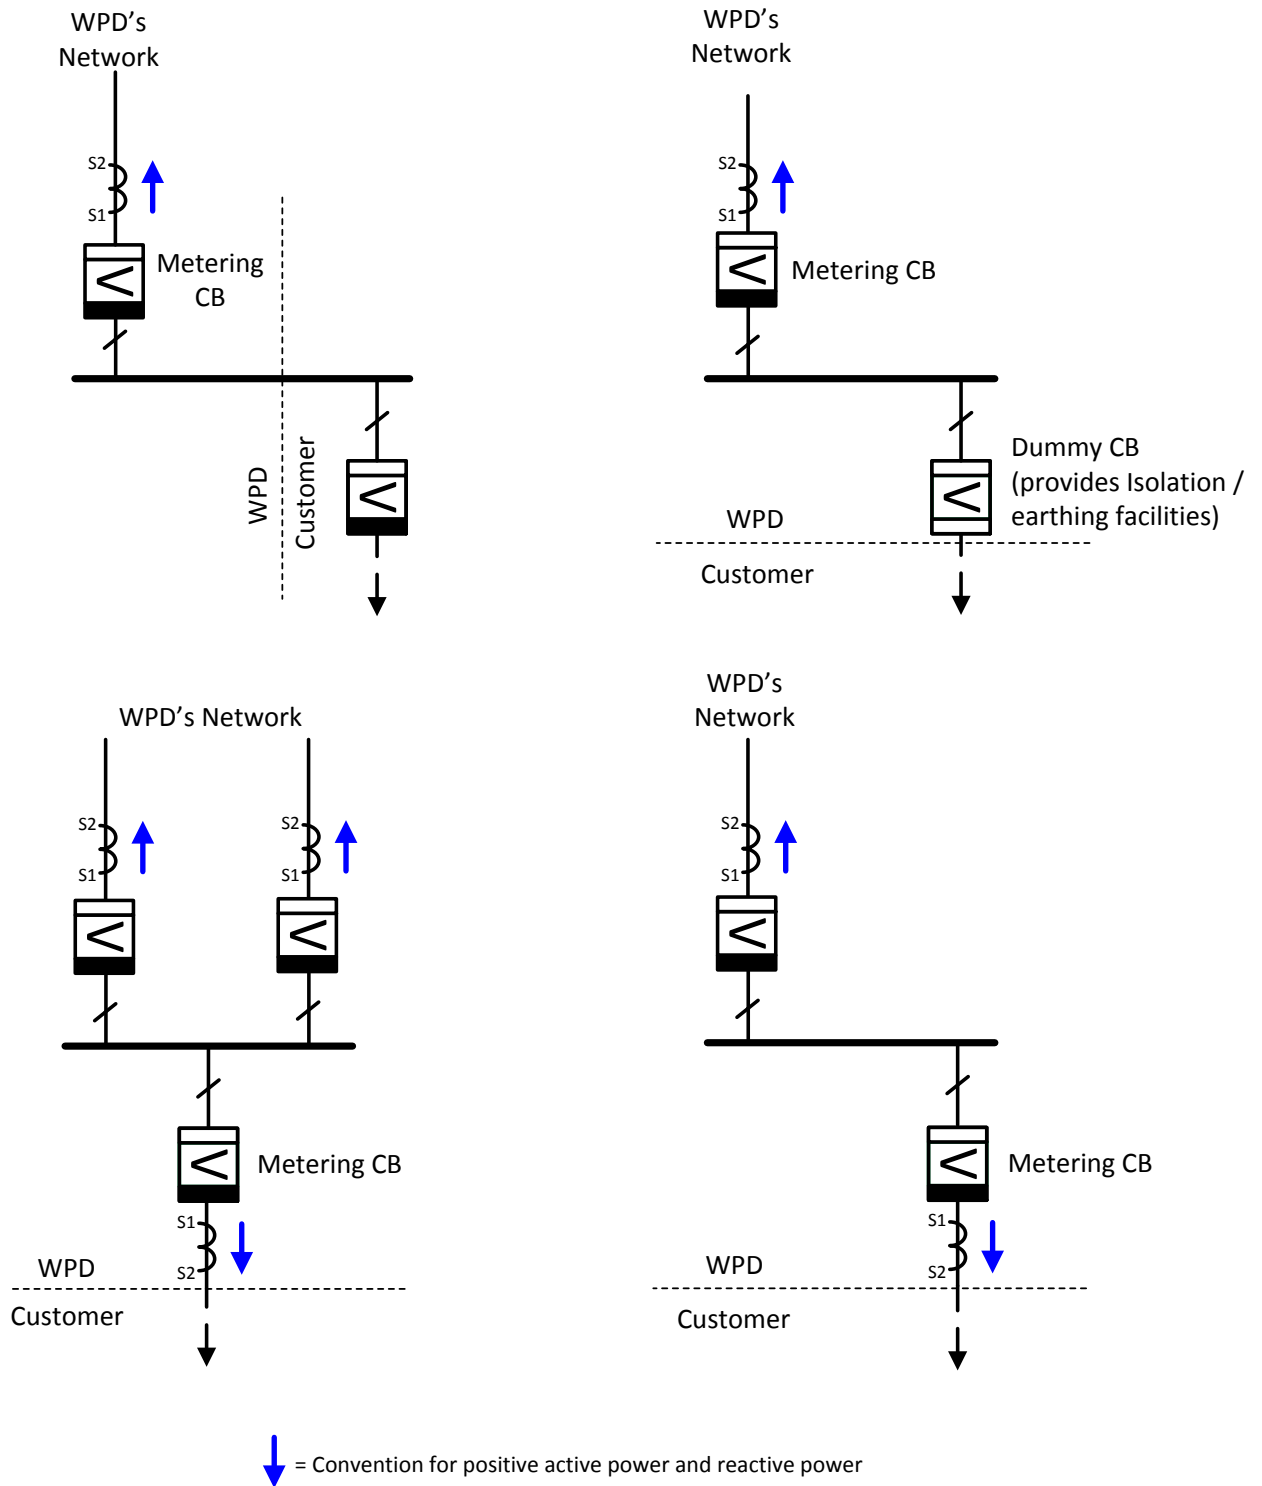 WPD's
Network
S2
S1
Metering
CB
WPD
Customer
WPD's
Network
S2
S1
Metering CB
Dummy CB
(provides Isolation /
earthing facilities)
WPD
Customer
WPD's Network
S2
S1
S2
S1
Metering CB
S1
S2
WPD
Customer
WPD's
Network
S2
S1
Metering CB
S1
S2
WPD
Customer
= Convention for positive active power and reactive power